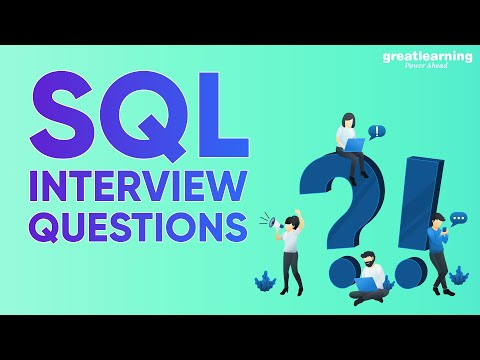 greatlearning
Power Ahead
SQL
INTERVIEW
QUESTIONS
?!
!
...